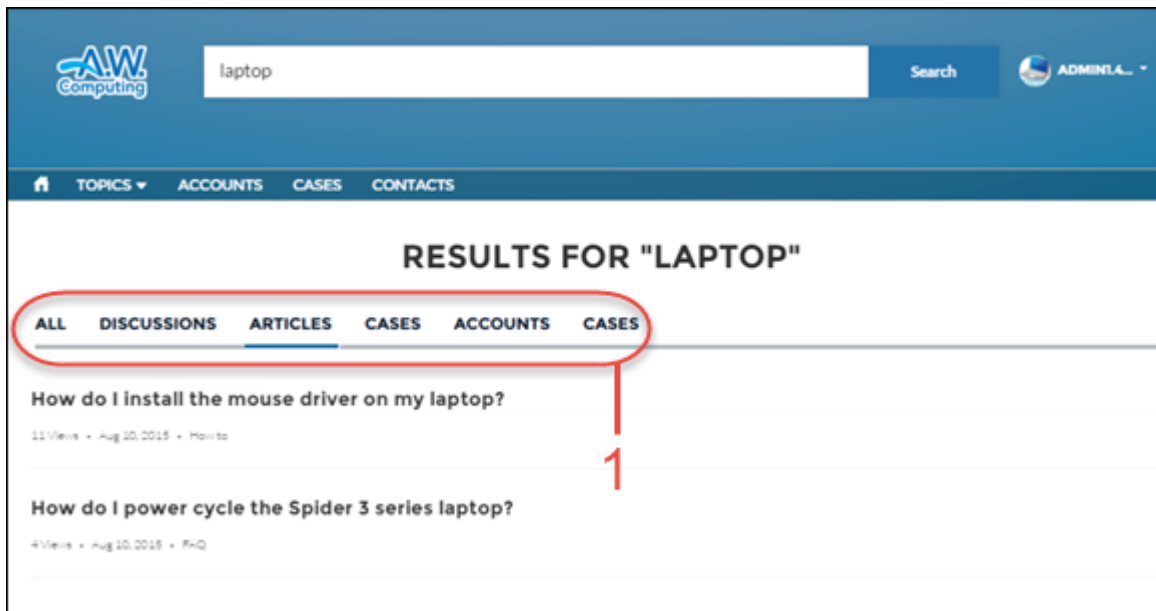 A.W. Computing
laptop
Search
ADMIN1.4...
TOPICS ACCOUNTS CASES CONTACTS
RESULTS FOR "LAPTOP"
ALL DISCUSSIONS ARTICLES CASES ACCOUNTS CASES
How do I install the mouse driver on my laptop?
11 Views • Aug 10, 2015 • How to
1
How do I power cycle the Spider 3 series laptop?
4 Views • Aug 10, 2015 • FAQ